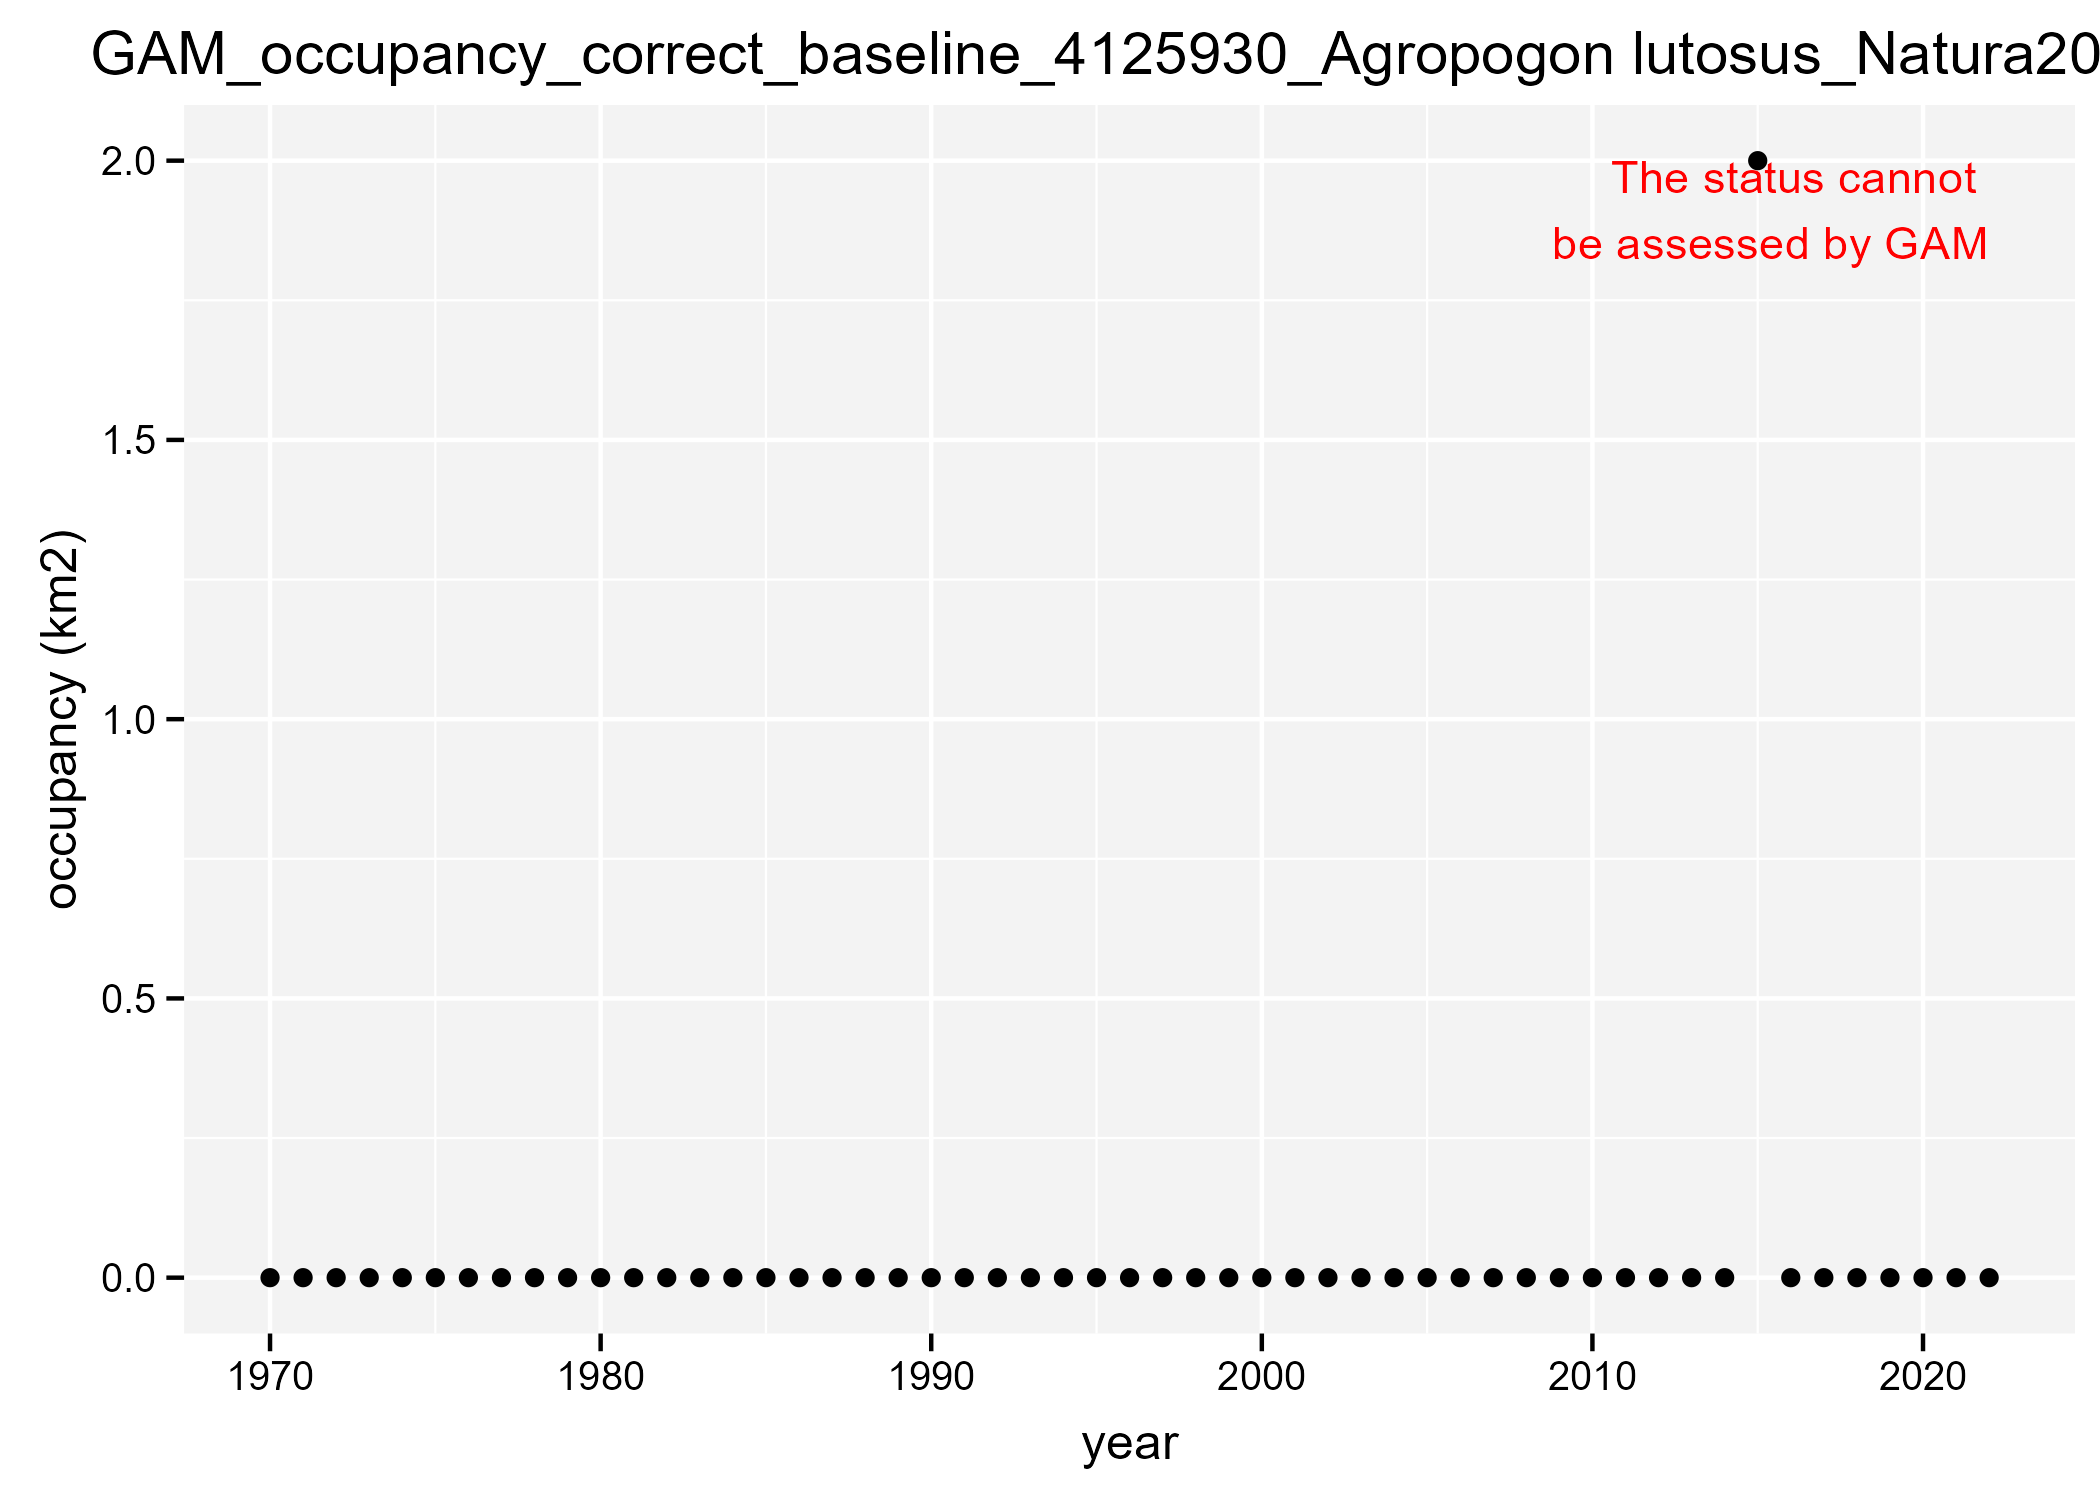 GAM_occupancy_correct_baseline_4125930_Agropogon lutosus_Natura20
2.0
The status cannot
be assessed by GAM
1.5
occupancy (km2)
1.0
0.5
0.0
1970 1980 1990 2000 2010 2020
year